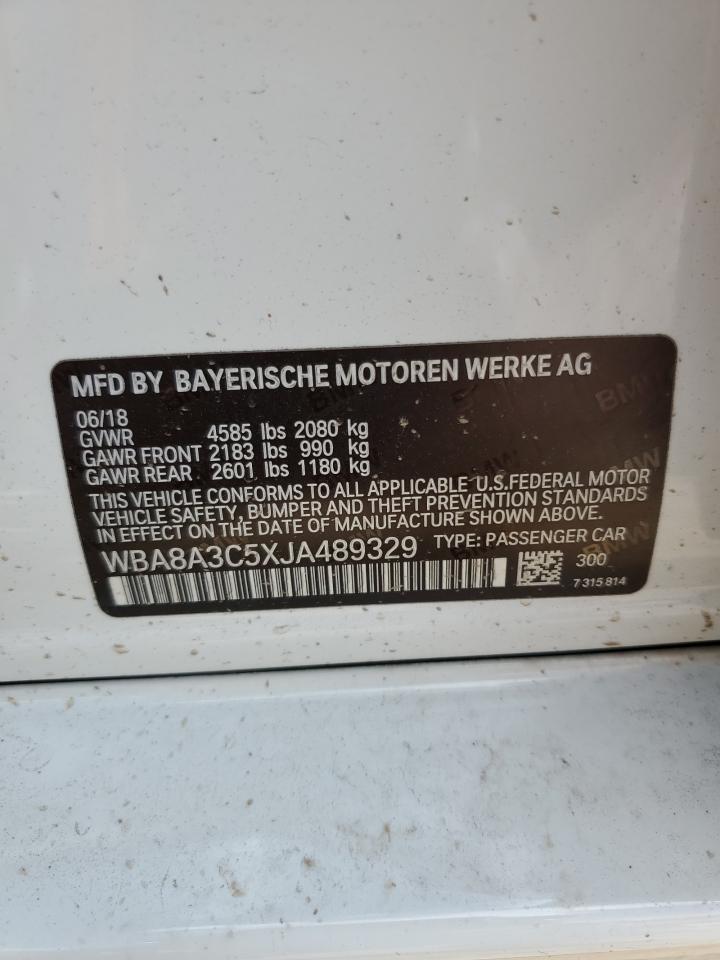 MFD BY BAYERISCHE MOTOREN WERKE AG
06/18
GVWR 4585 lbs 2080 kg
GAWR FRONT 2183 lbs 990 kg
GAWR REAR 2601 lbs 1180 kg
THIS VEHICLE CONFORMS TO ALL APPLICABLE U.S.FEDERAL MOTOR
VEHICLE SAFETY, BUMPER AND THEFT PREVENTION STANDARDS
IN EFFECT ON THE DATE OF MANUFACTURE SHOWN ABOVE.
WBA8A3C5XJA489329 TYPE: PASSENGER CAR
300
7 315 814
BMW
BMW
BMW